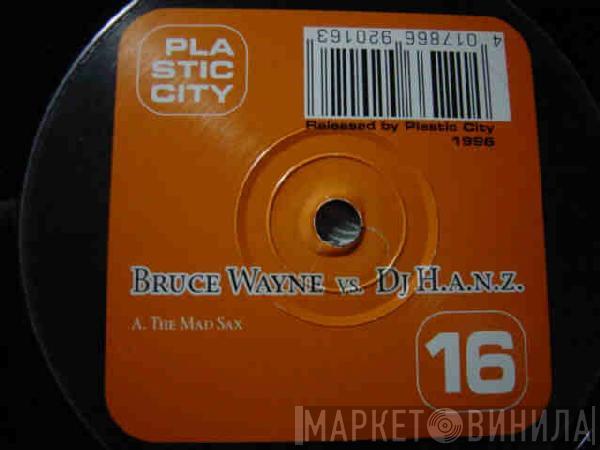 PLA
STIC
CITY
4 017866 920163
Released by Plastic City
1996
BRUCE WAYNE VS. DJ H.A.N.Z.
A. THE MAD SAX
16
МАРКЕТ ВИНИЛА